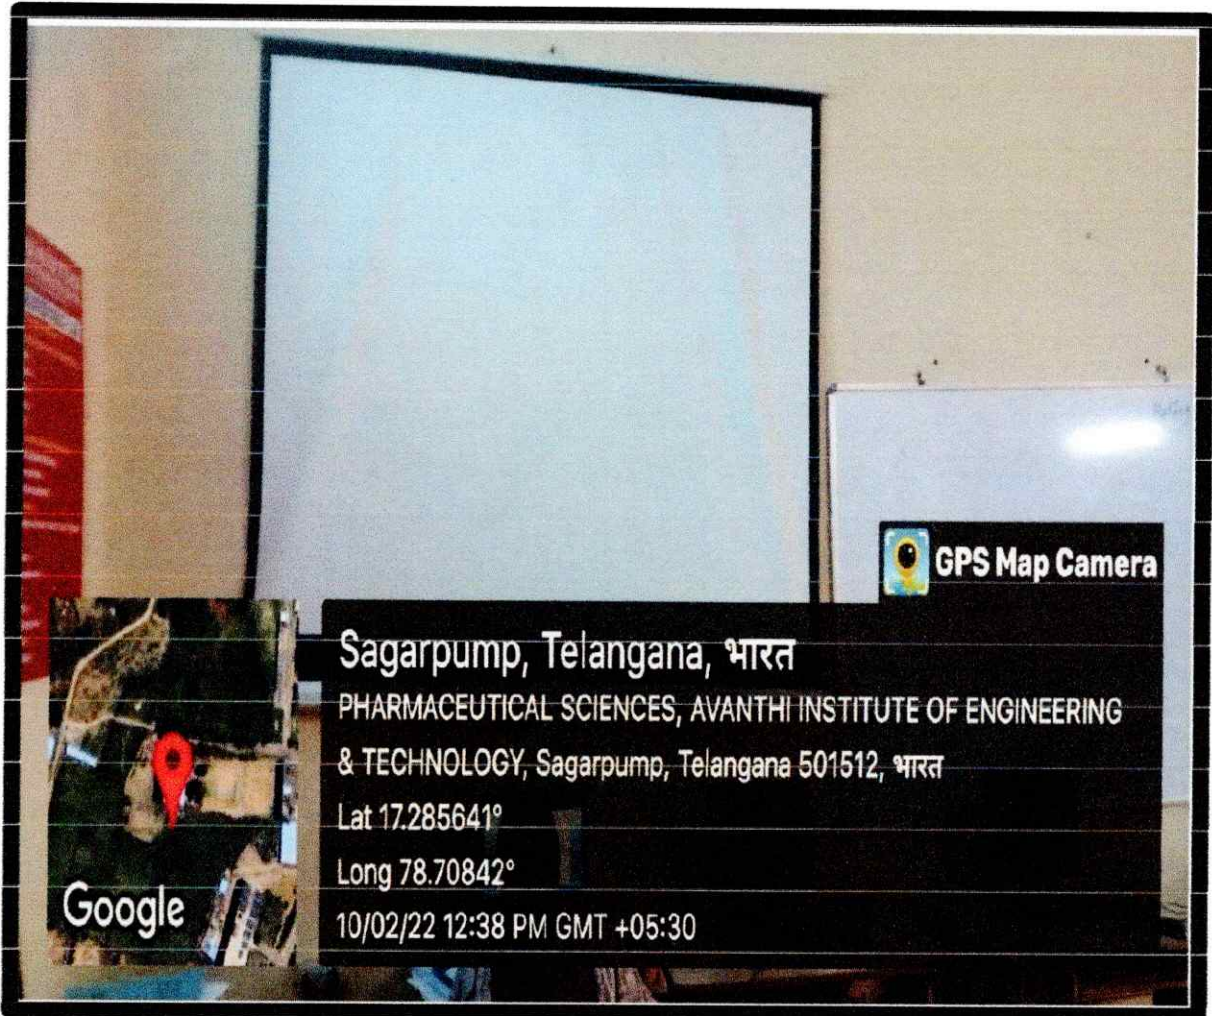 GPS Map Camera
Sagarpump, Telangana, भारत
PHARMACEUTICAL SCIENCES, AVANTHI INSTITUTE OF ENGINEERING
& TECHNOLOGY, Sagarpump, Telangana 501512, भारत
Lat 17.285641°
Long 78.70842°
10/02/22 12:38 PM GMT +05:30
Google